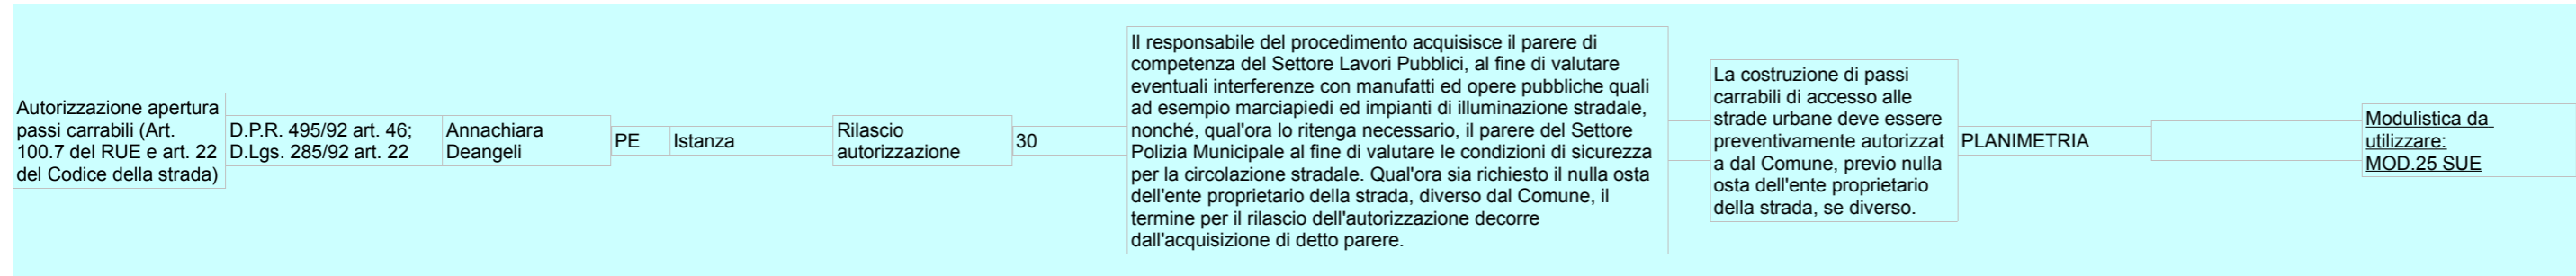 Autorizzazione apertura
passi carrabili (Art.
100.7 del RUE e art. 22
del Codice della strada)
D.P.R. 495/92 art. 46;
D.Lgs. 285/92 art. 22
Annachiara
Deangeli
PE
Istanza
Rilascio
autorizzazione
30
Il responsabile del procedimento acquisisce il parere di
competenza del Settore Lavori Pubblici, al fine di valutare
eventuali interferenze con manufatti ed opere pubbliche quali
ad esempio marciapiedi ed impianti di illuminazione stradale,
nonché, qual'ora lo ritenga necessario, il parere del Settore
Polizia Municipale al fine di valutare le condizioni di sicurezza
per la circolazione stradale. Qual'ora sia richiesto il nulla osta
dell'ente proprietario della strada, diverso dal Comune, il
termine per il rilascio dell'autorizzazione decorre
dall'acquisizione di detto parere.
La costruzione di passi
carrabili di accesso alle
strade urbane deve essere
preventivamente autorizzat
a dal Comune, previo nulla
osta dell'ente proprietario
della strada, se diverso.
PLANIMETRIA
Modulistica da
utilizzare:
MOD.25 SUE